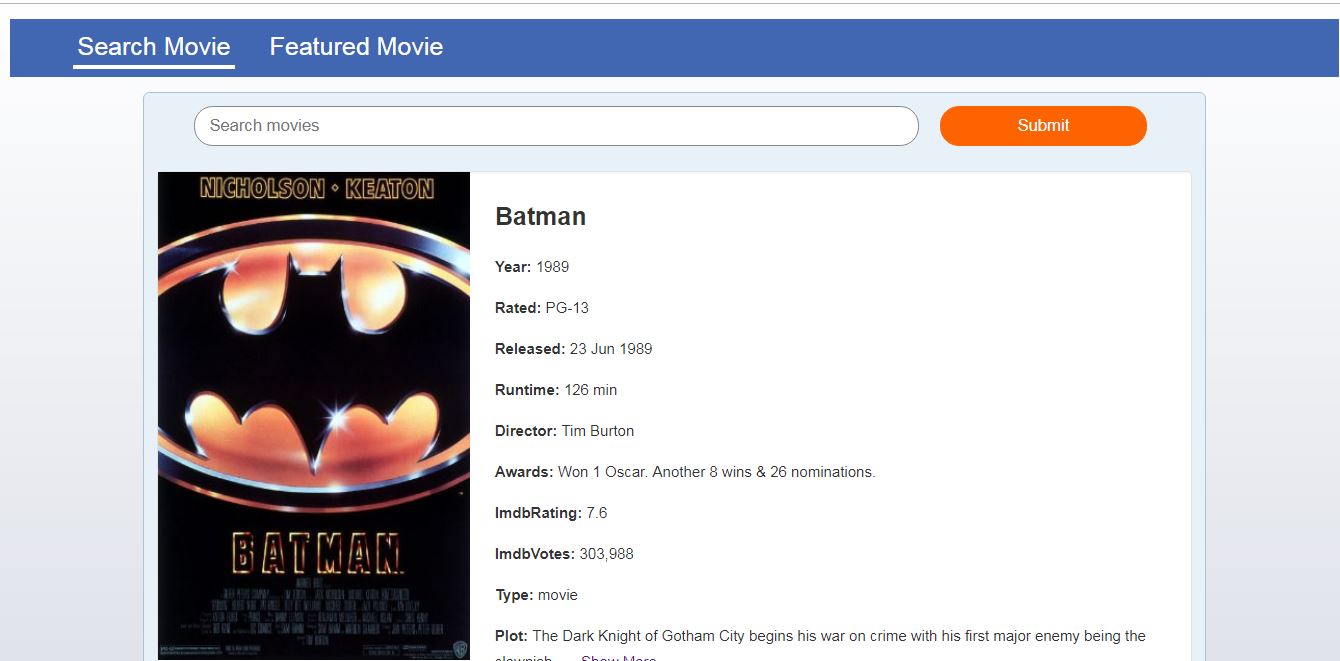 Search Movie Featured Movie
Search movies Submit
NICHOLSON · KEATON
Batman
Year: 1989
Rated: PG-13
Released: 23 Jun 1989
Runtime: 126 min
Director: Tim Burton
Awards: Won 1 Oscar. Another 8 wins & 26 nominations.
ImdbRating: 7.6
ImdbVotes: 303,988
Type: movie
Plot: The Dark Knight of Gotham City begins his war on crime with his first major enemy being the
Show More
BATMAN